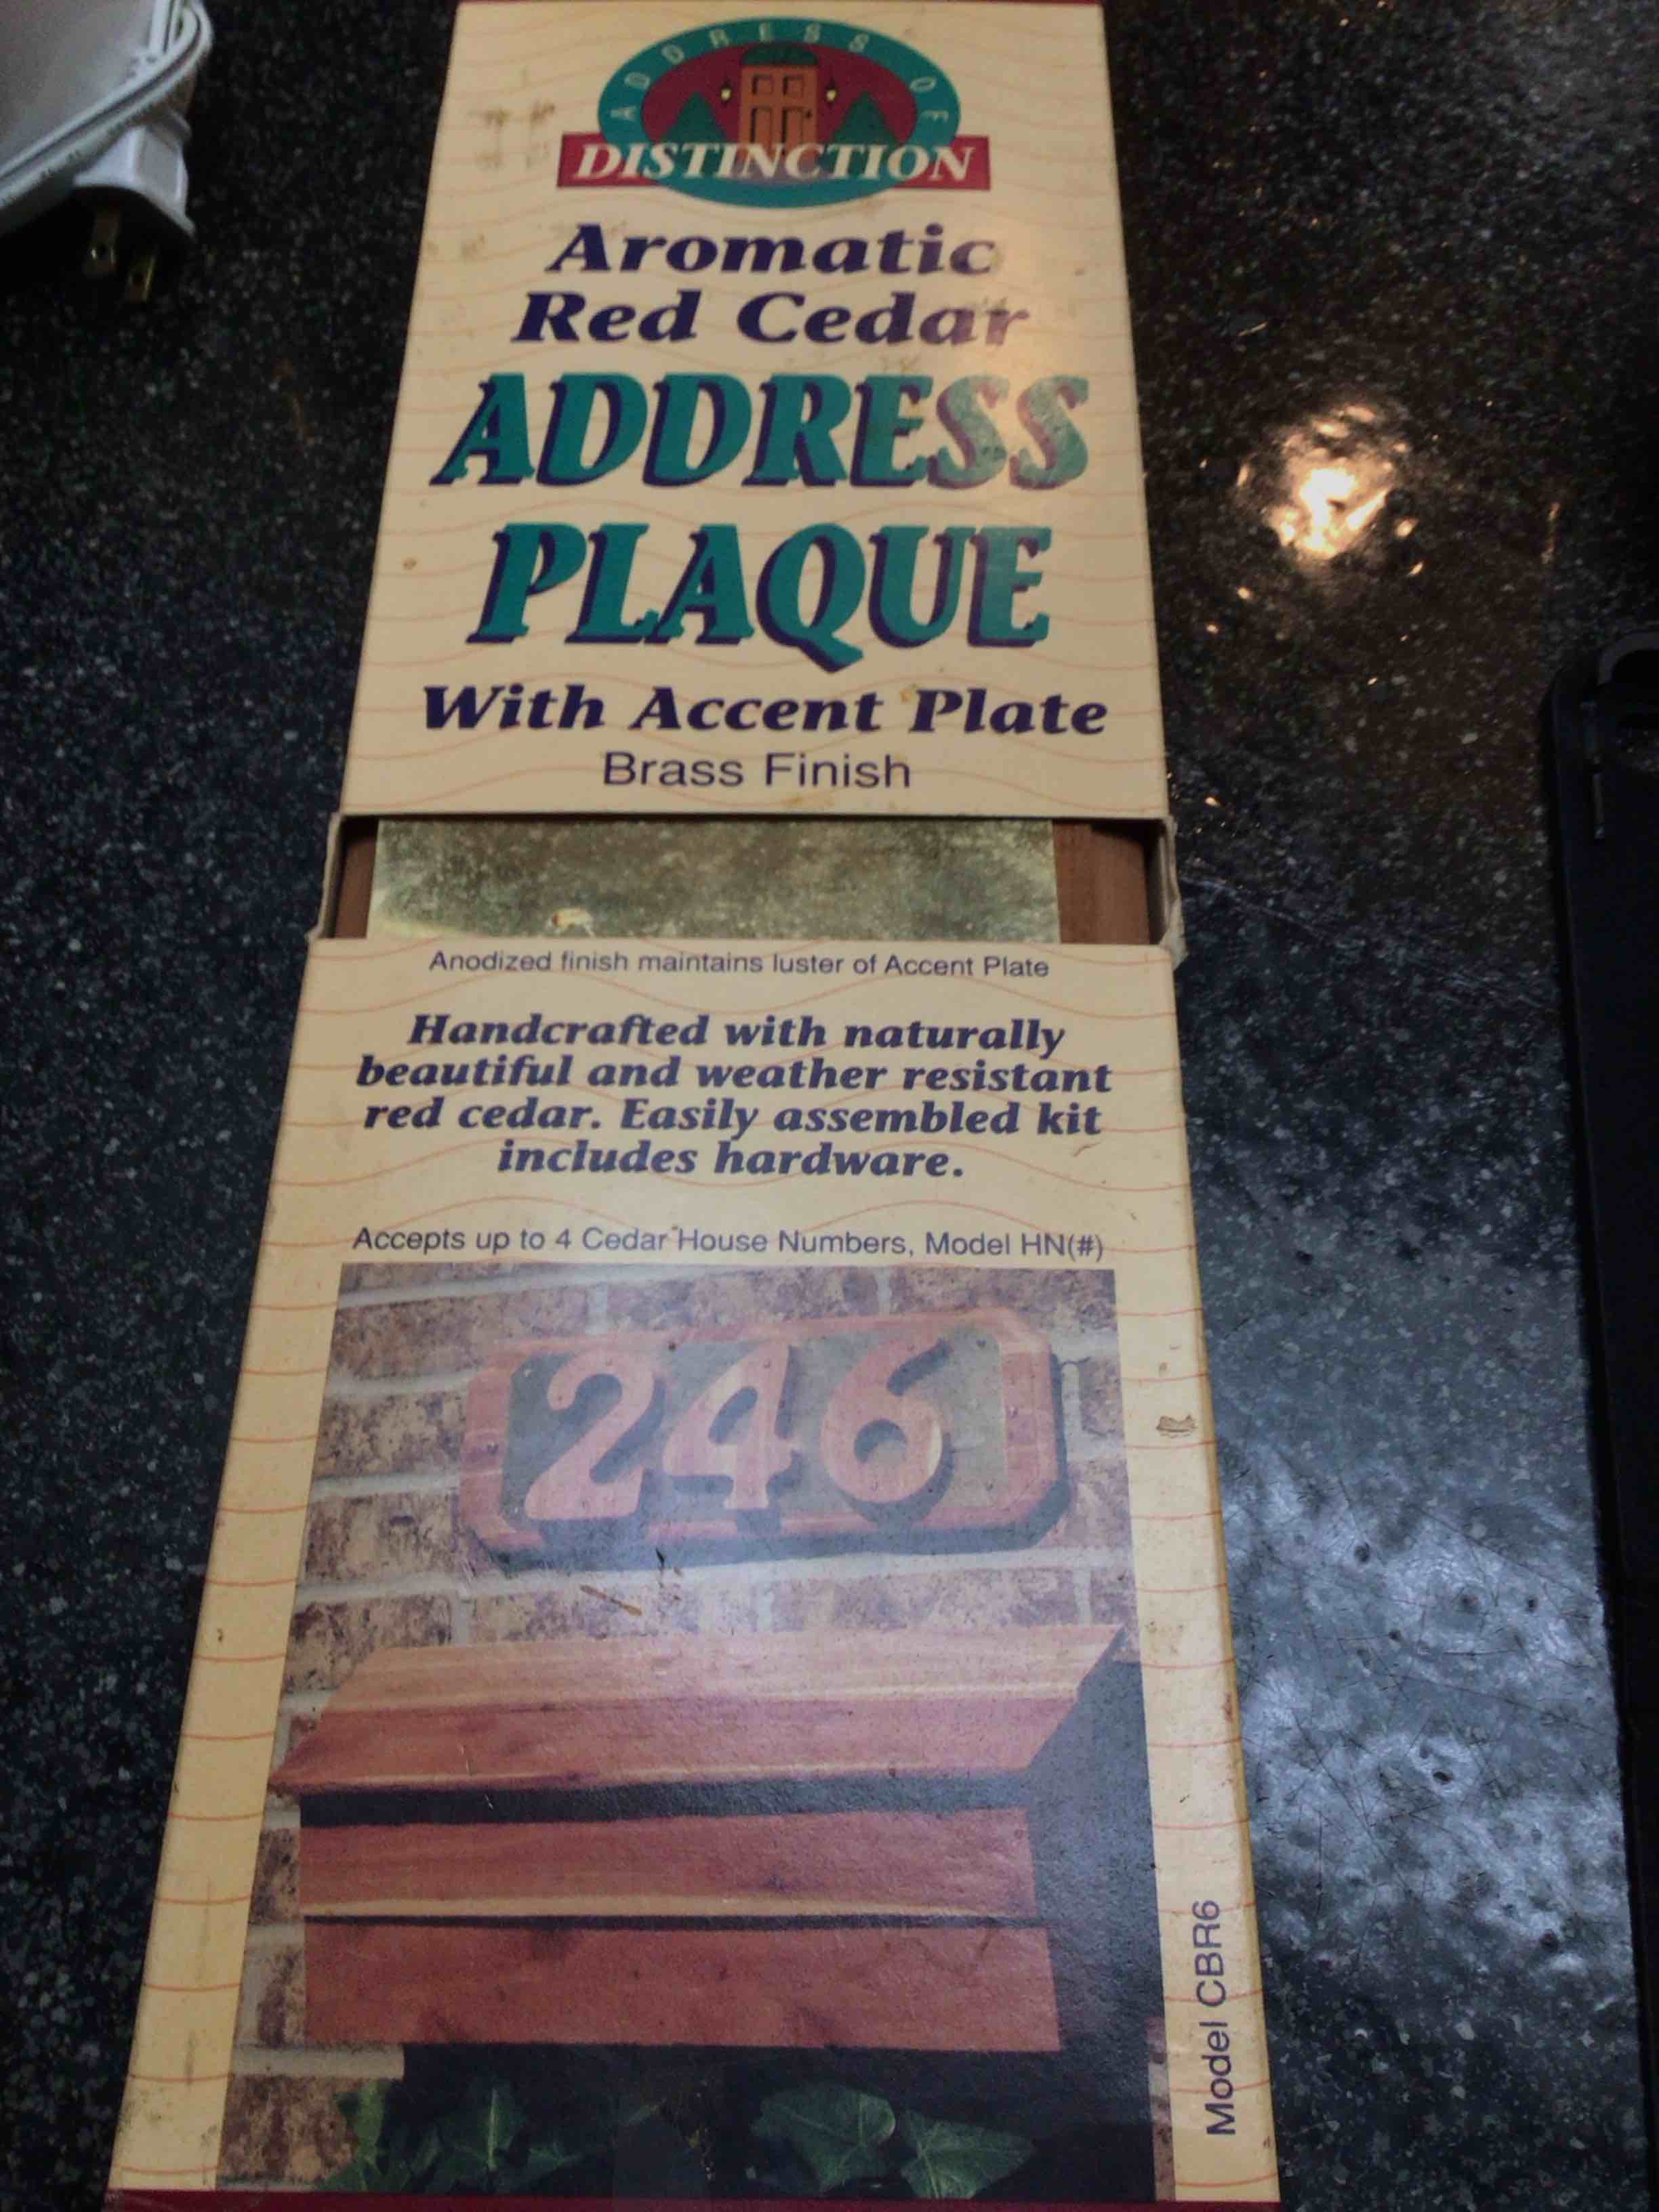 ADDRESS OF
DISTINCTION
Aromatic
Red Cedar
ADDRESS
PLAQUE
With Accent Plate
Brass Finish
Anodized finish maintains luster of Accent Plate
Handcrafted with naturally
beautiful and weather resistant
red cedar. Easily assembled kit
includes hardware.
Accepts up to 4 Cedar House Numbers, Model HN(#)
246
Model CBR6